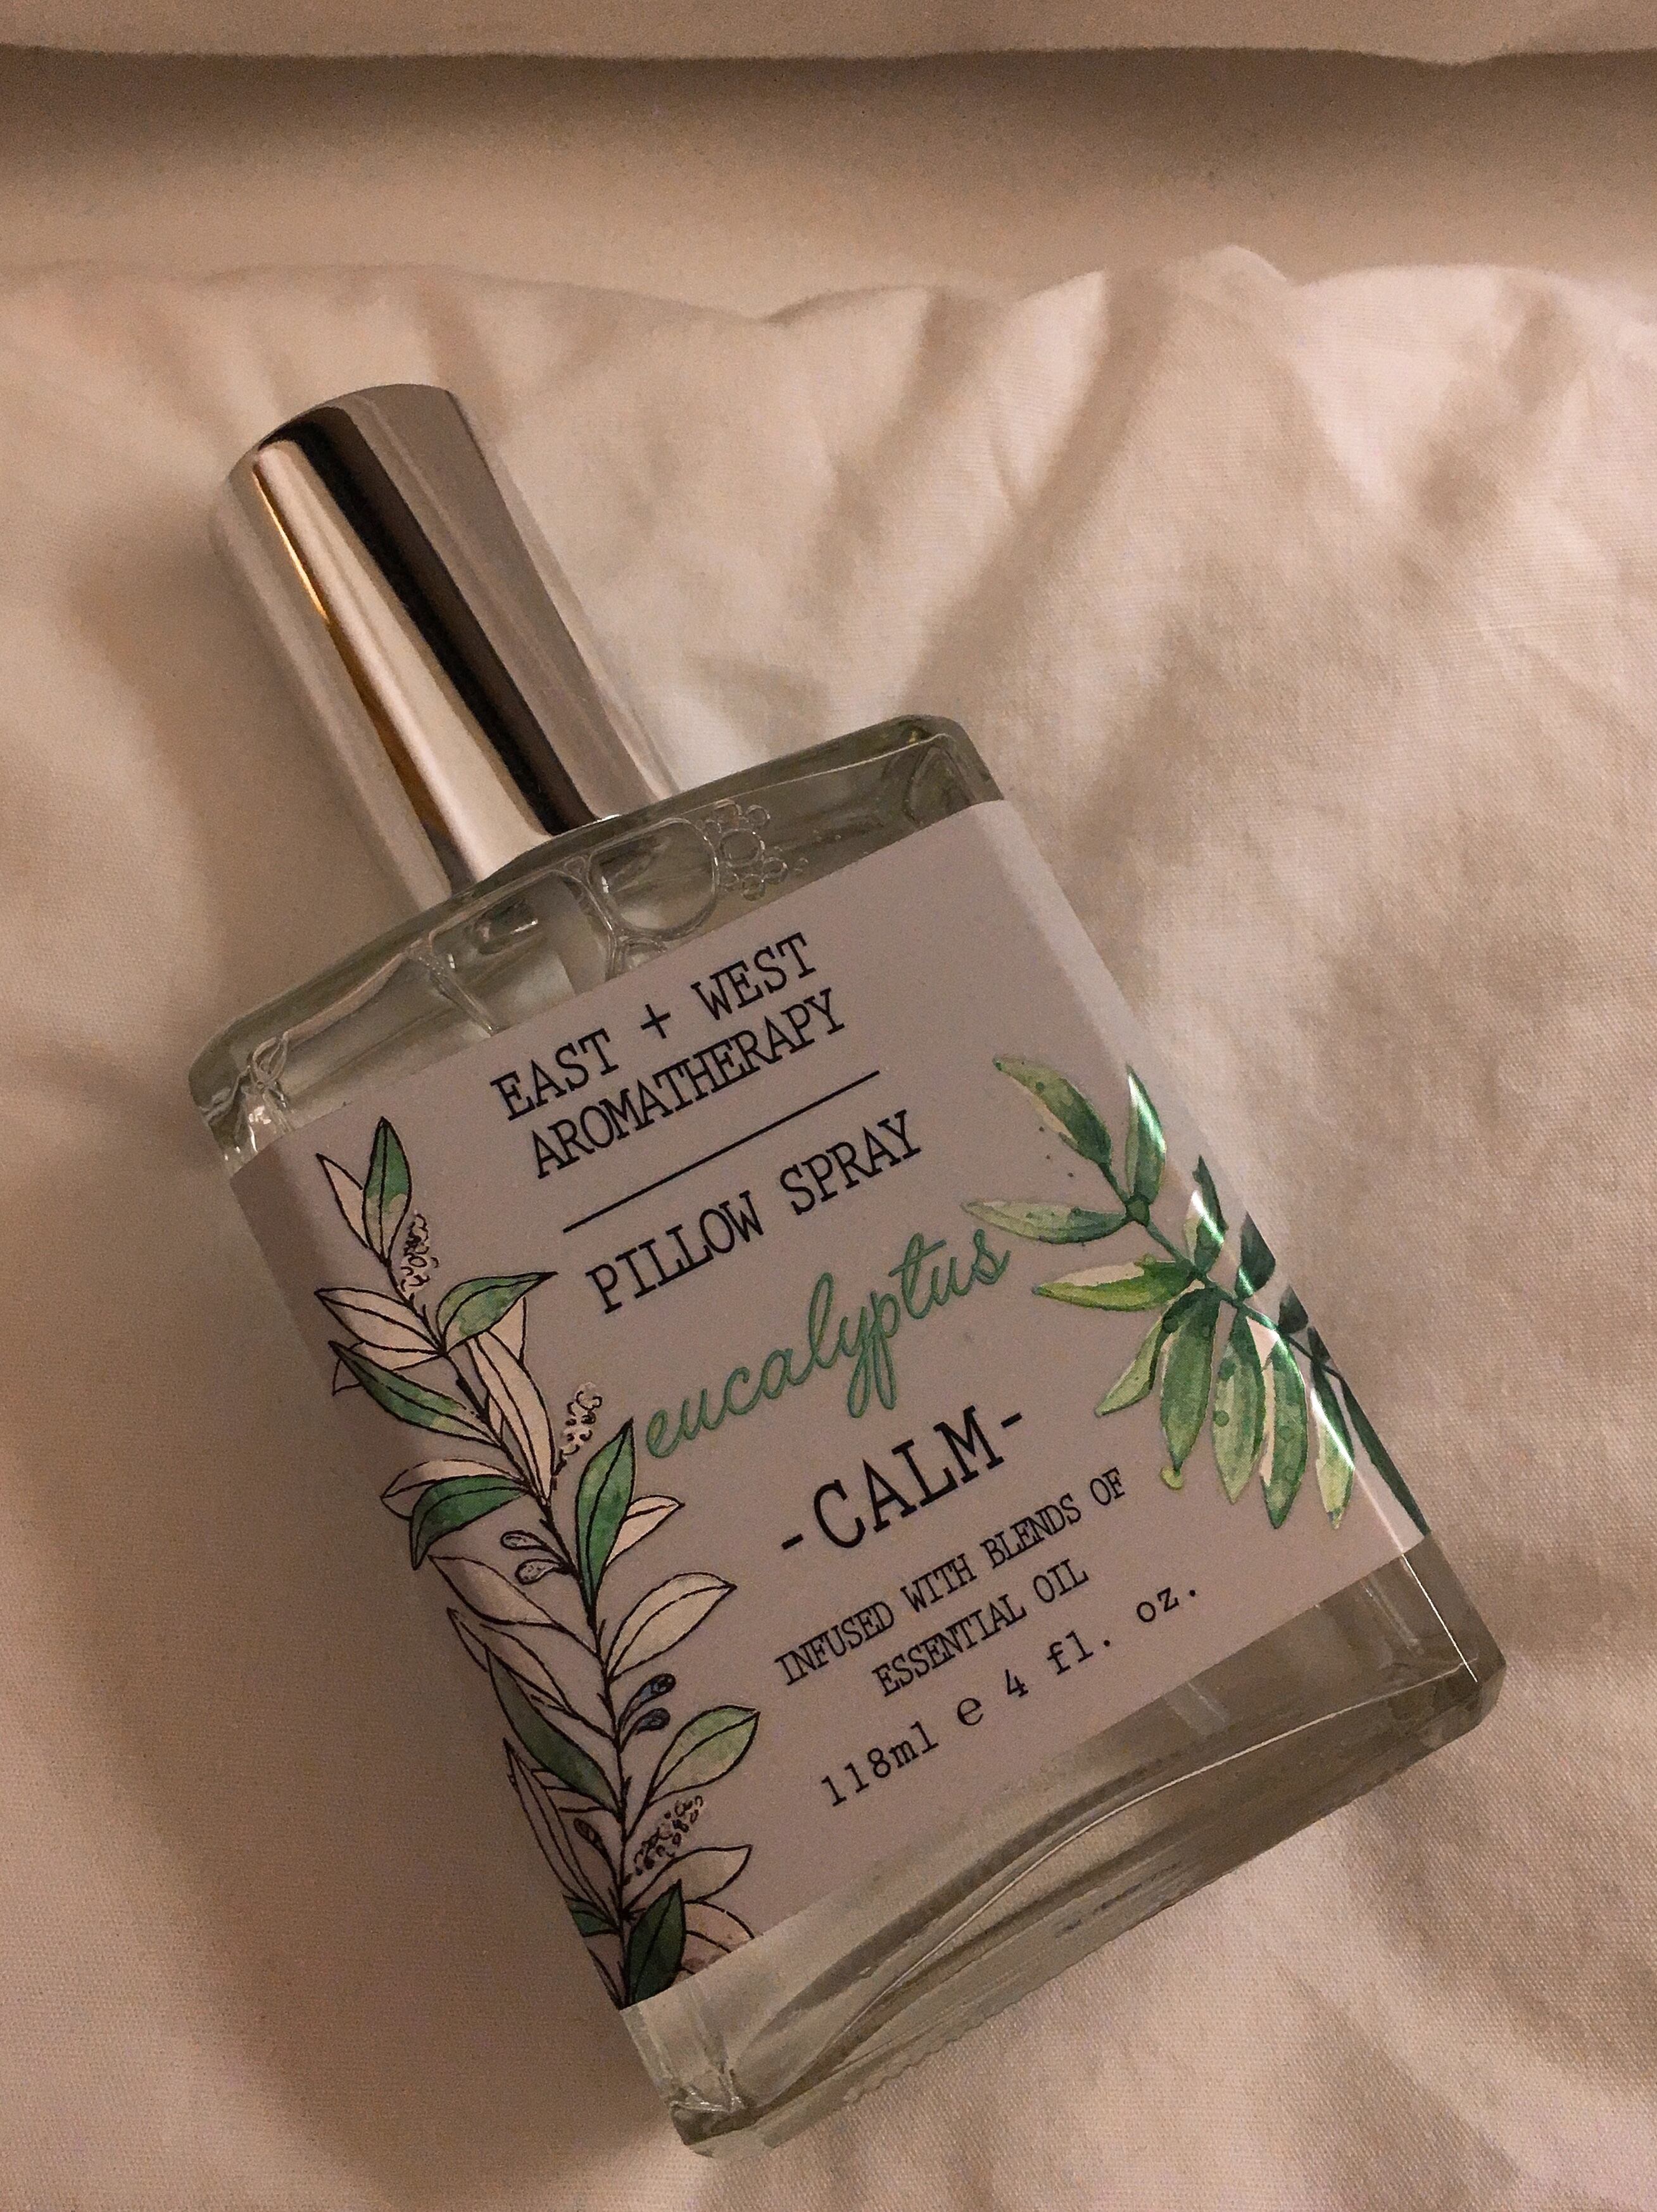 EAST + WEST
AROMATHERAPY
PILLOW SPRAY
eucalyptus
-CALM-
INFUSED WITH BLENDS OF
ESSENTIAL OIL
118ml e 4 fl. oz.